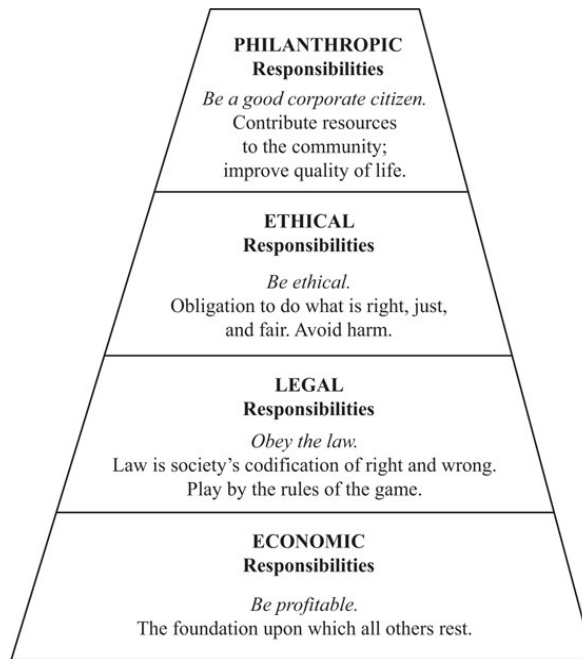 PHILANTHROPIC
Responsibilities
Be a good corporate citizen.
Contribute resources
to the community;
improve quality of life.
ETHICAL
Responsibilities
Be ethical.
Obligation to do what is right, just,
and fair. Avoid harm.
LEGAL
Responsibilities
Obey the law.
Law is society’s codification of right and wrong.
Play by the rules of the game.
ECONOMIC
Responsibilities
Be profitable.
The foundation upon which all others rest.